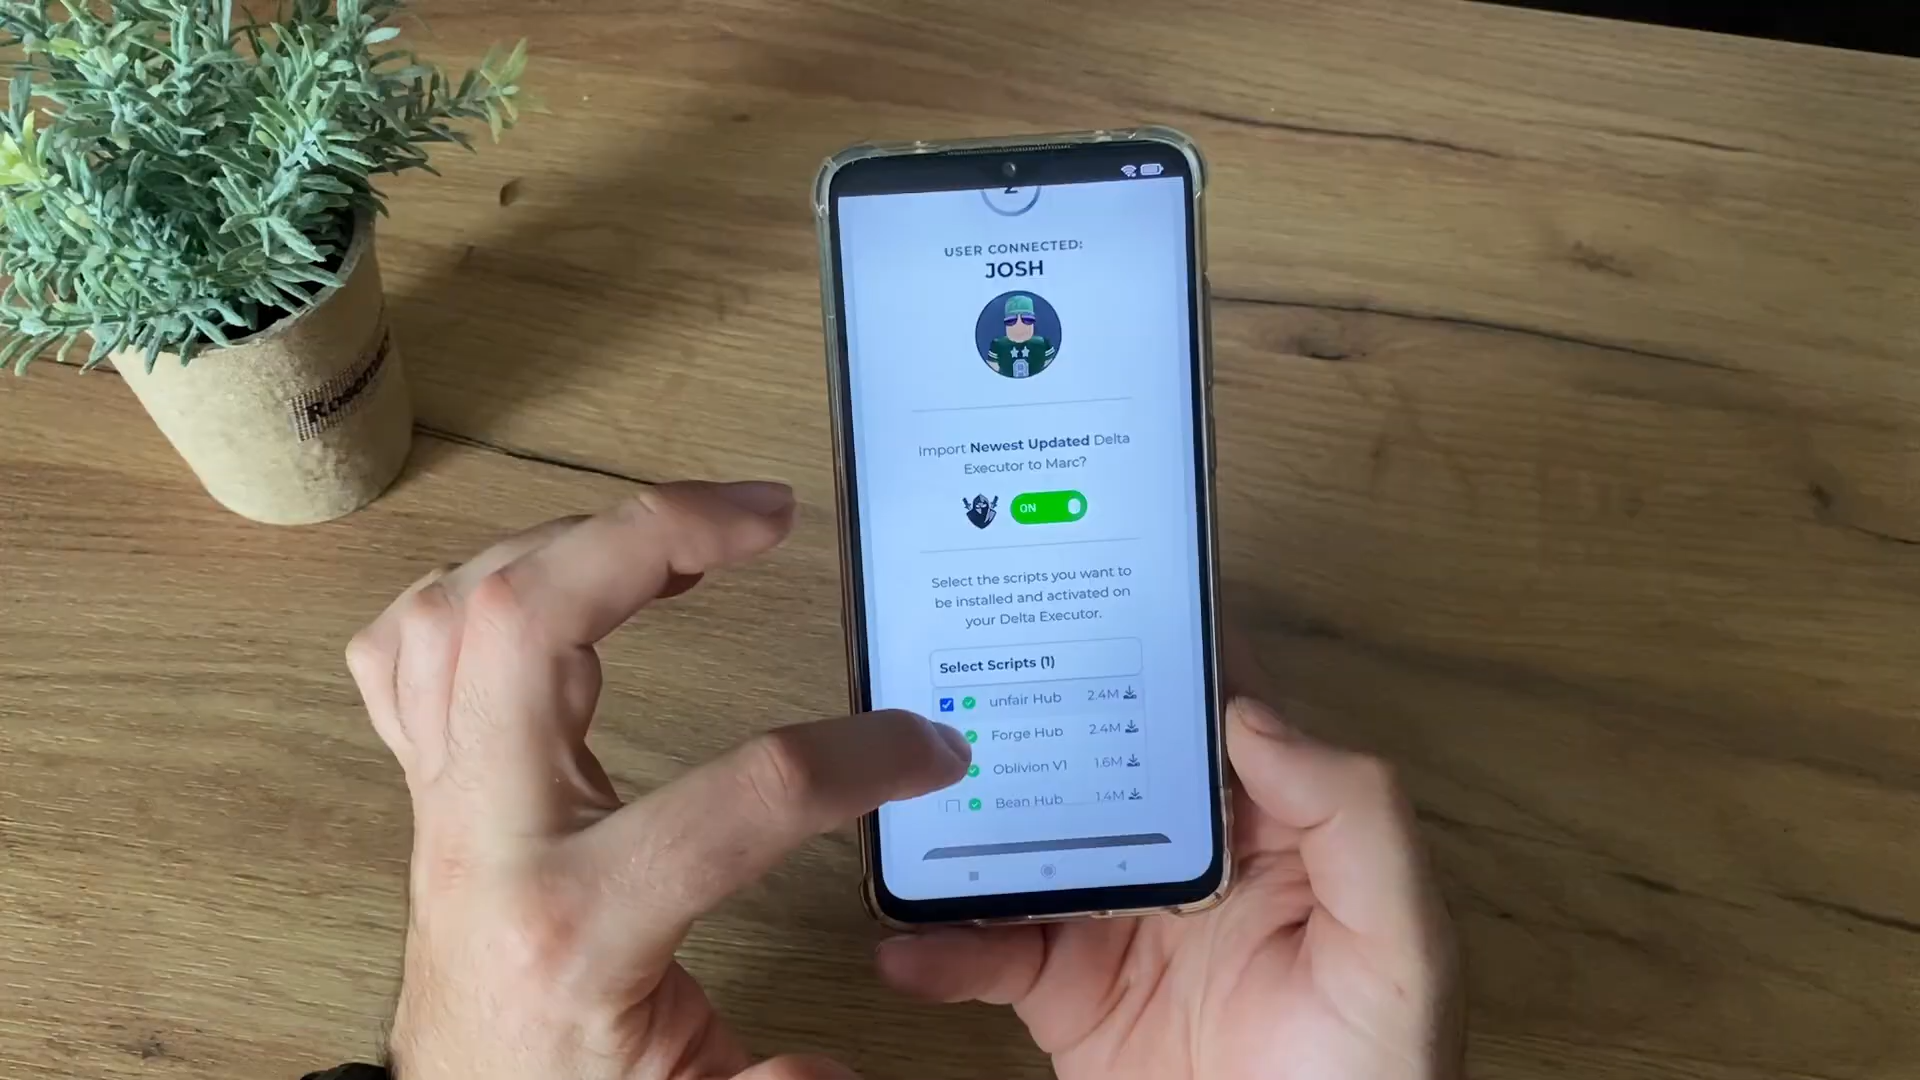 USER CONNECTED:
JOSH
Import Newest Updated Delta
Executor to Marc?
ON
Select the scripts you want to
be installed and activated on
your Delta Executor.
Select Scripts (1)
unfair Hub 2.4M
Forge Hub 2.4M
Oblivion V1 1.6M
Bean Hub 1.4M